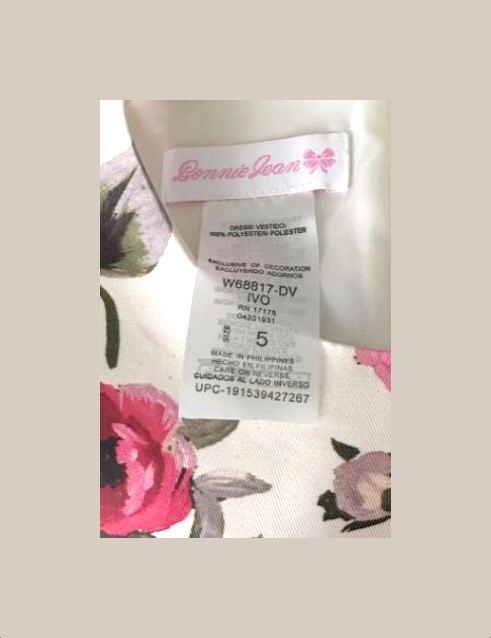 Bonnie Jean
DRESS/ VESTIDO:
100% POLYESTER/ POLIESTER
EXCLUSIVE OF DECORATION
EXCLUYENDO ADORNOS
W68817-DV
IVO
RN 17175
04201931
SIZE 5
MADE IN PHILIPPINES
HECHO EN FILIPINAS
CARE ON REVERSE
CUIDADOS AL LADO INVERSO
UPC-191539427267